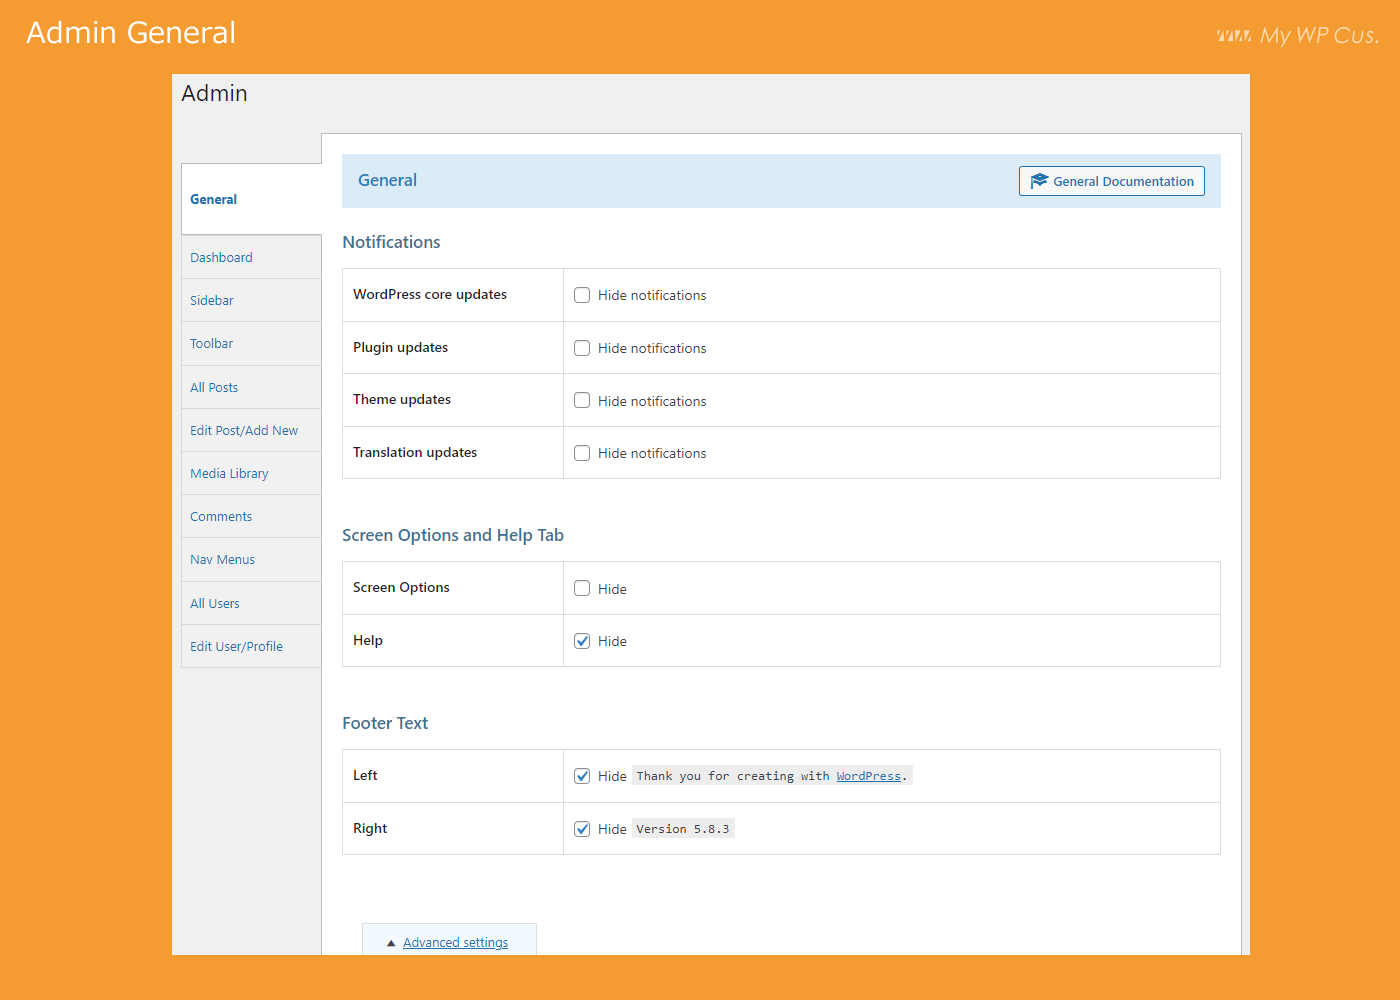 Admin General
My WP Cus.
Admin
General
Dashboard
Sidebar
Toolbar
All Posts
Edit Post/Add New
Media Library
Comments
Nav Menus
All Users
Edit User/Profile
General
General Documentation
Notifications
WordPress core updates Hide notifications
Plugin updates Hide notifications
Theme updates Hide notifications
Translation updates Hide notifications
Screen Options and Help Tab
Screen Options Hide
Help Hide
Footer Text
Left Hide Thank you for creating with WordPress.
Right Hide Version 5.8.3
Advanced settings